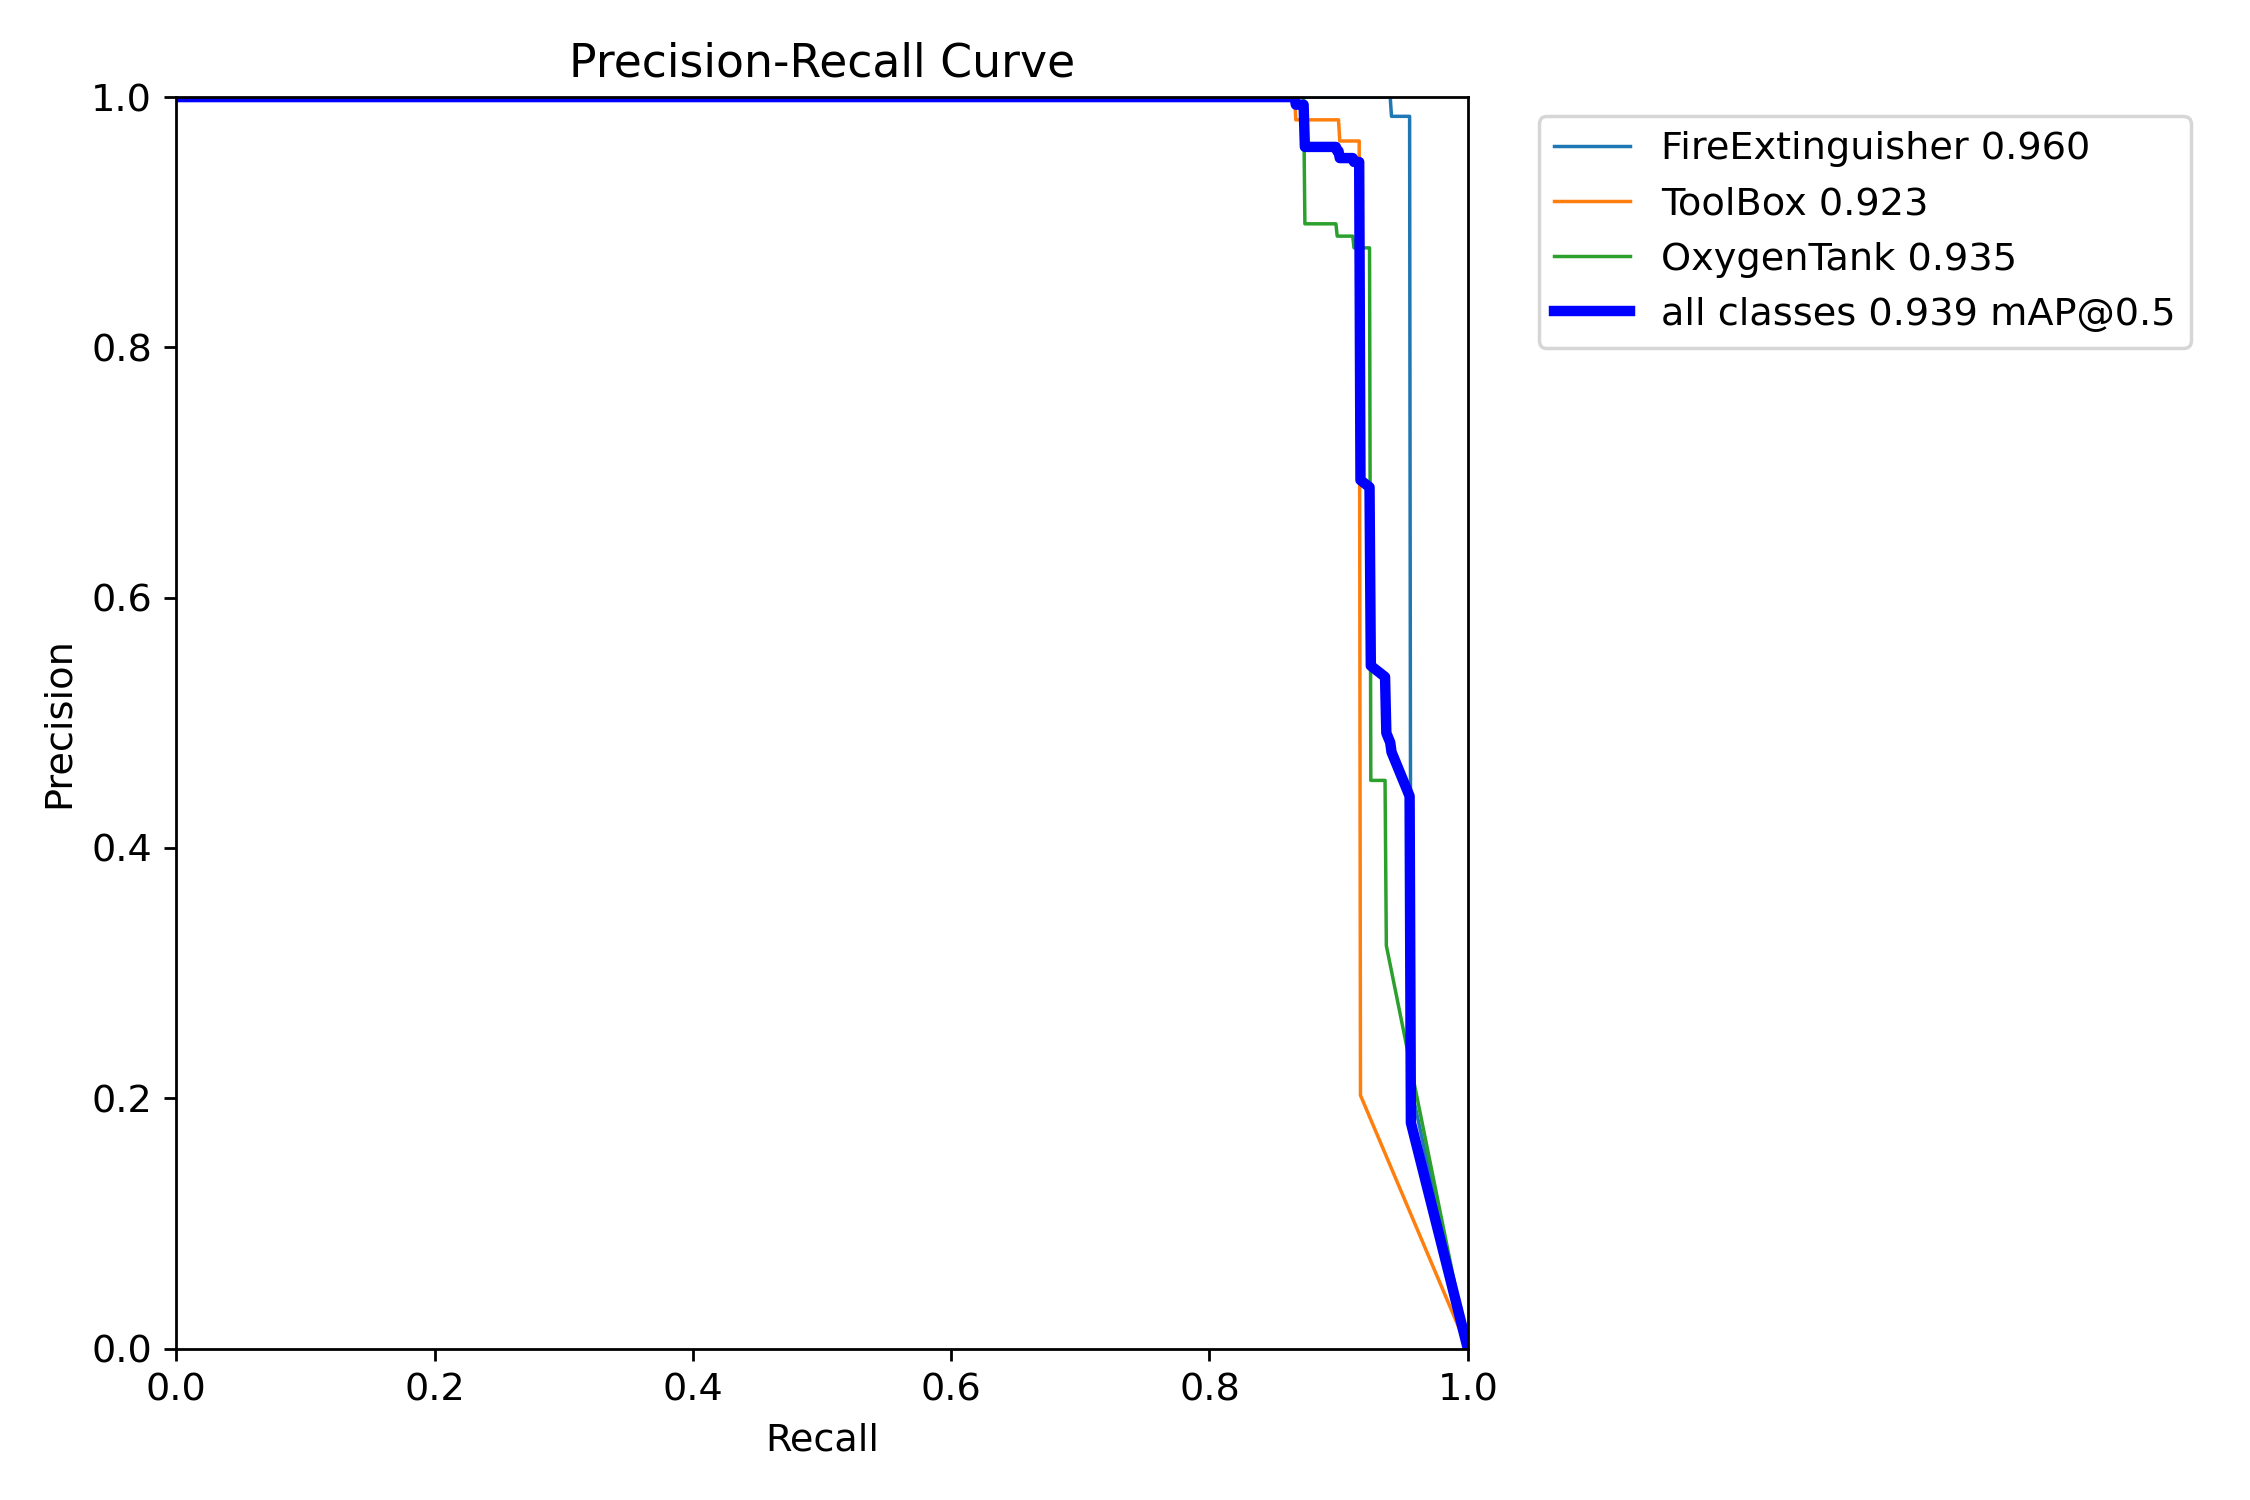 Precision-Recall Curve
1.0
0.8
0.6
0.4
0.2
0.0
Precision
0.0 0.2 0.4 0.6 0.8 1.0
Recall
FireExtinguisher 0.960
ToolBox 0.923
OxygenTank 0.935
all classes 0.939 mAP@0.5